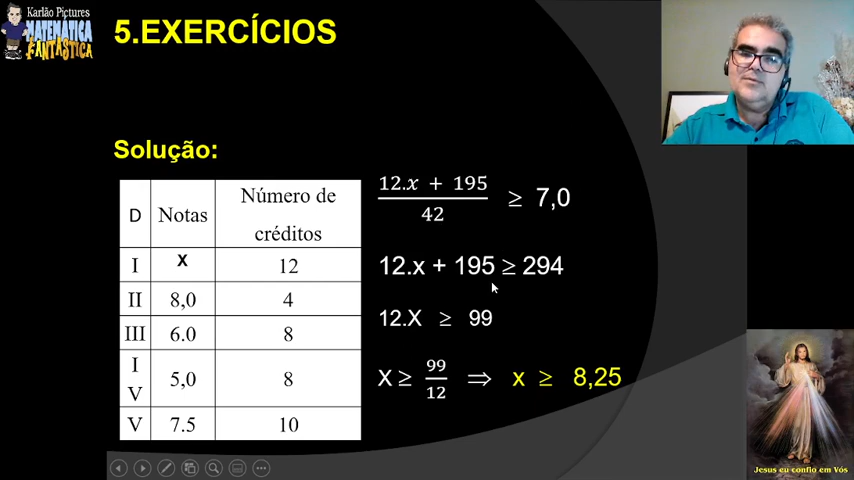 Karlão Pictures
MATEMÁTICA
FANTÁSTICA
5.EXERCÍCIOS
Solução:
D Notas Número de créditos
I X 12
II 8,0 4
III 6.0 8
I V 5,0 8
V 7.5 10
12.x + 195 / 42 ≥ 7,0
12.x + 195 ≥ 294
12.X ≥ 99
X ≥ 99/12 ⇒ x ≥ 8,25
Jesus eu confio em Vós